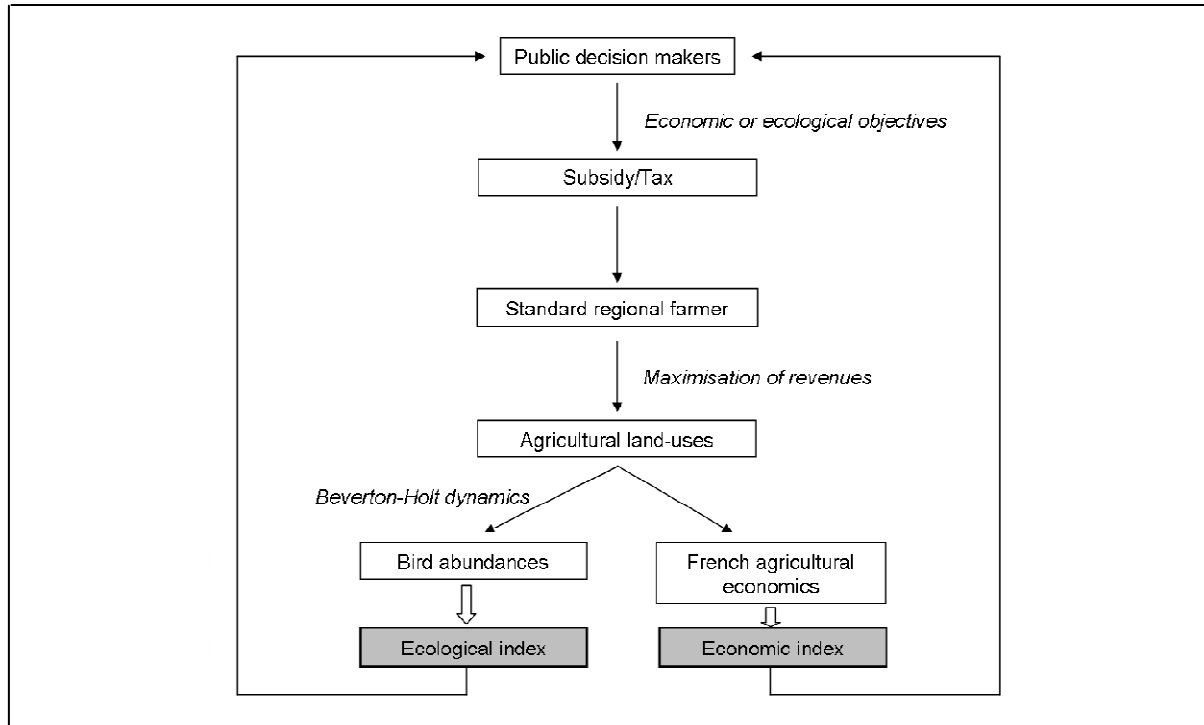 Public decision makers
Economic or ecological objectives
Subsidy/Tax
Standard regional farmer
Maximisation of revenues
Agricultural land-uses
Beverton-Holt dynamics
Bird abundances
French agricultural
economics
Ecological index
Economic index